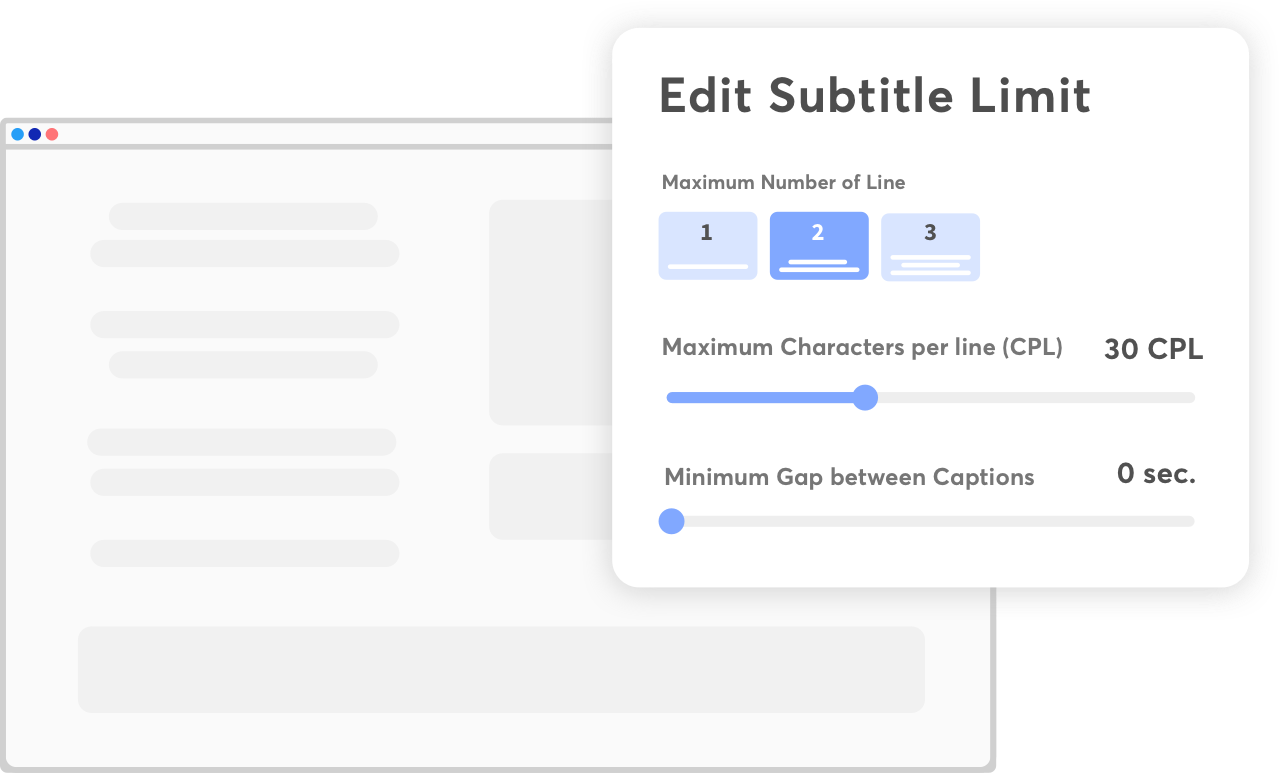 Edit Subtitle Limit
Maximum Number of Line
1 2 3
Maximum Characters per line (CPL) 30 CPL
Minimum Gap between Captions 0 sec.